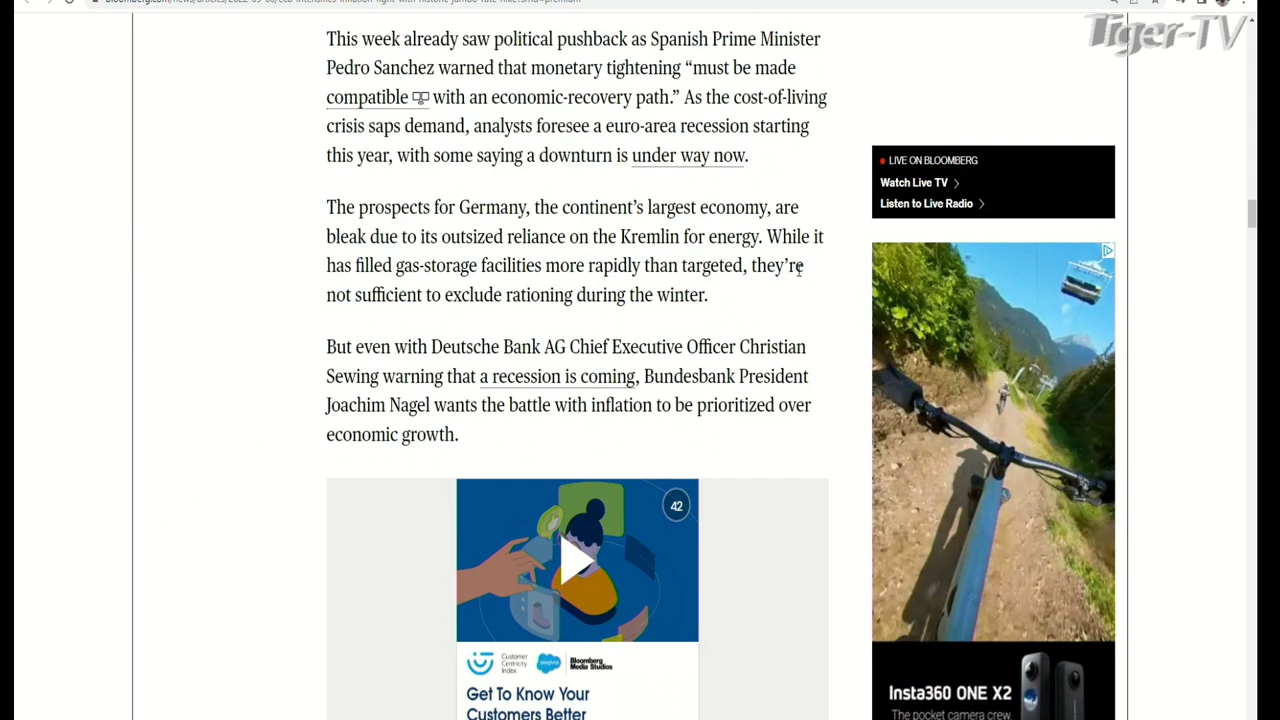 Tiger-TV
This week already saw political pushback as Spanish Prime Minister
Pedro Sanchez warned that monetary tightening “must be made
compatible with an economic-recovery path.” As the cost-of-living
crisis saps demand, analysts foresee a euro-area recession starting
this year, with some saying a downturn is under way now.
The prospects for Germany, the continent’s largest economy, are
bleak due to its outsized reliance on the Kremlin for energy. While it
has filled gas-storage facilities more rapidly than targeted, they’re
not sufficient to exclude rationing during the winter.
But even with Deutsche Bank AG Chief Executive Officer Christian
Sewing warning that a recession is coming, Bundesbank President
Joachim Nagel wants the battle with inflation to be prioritized over
economic growth.
42
Customer
Centricity
Index
salesforce
Bloomberg
Media Studios
Get To Know Your
Customers Better
LIVE ON BLOOMBERG
Watch Live TV
Listen to Live Radio
Insta360 ONE X2
The pocket camera crew